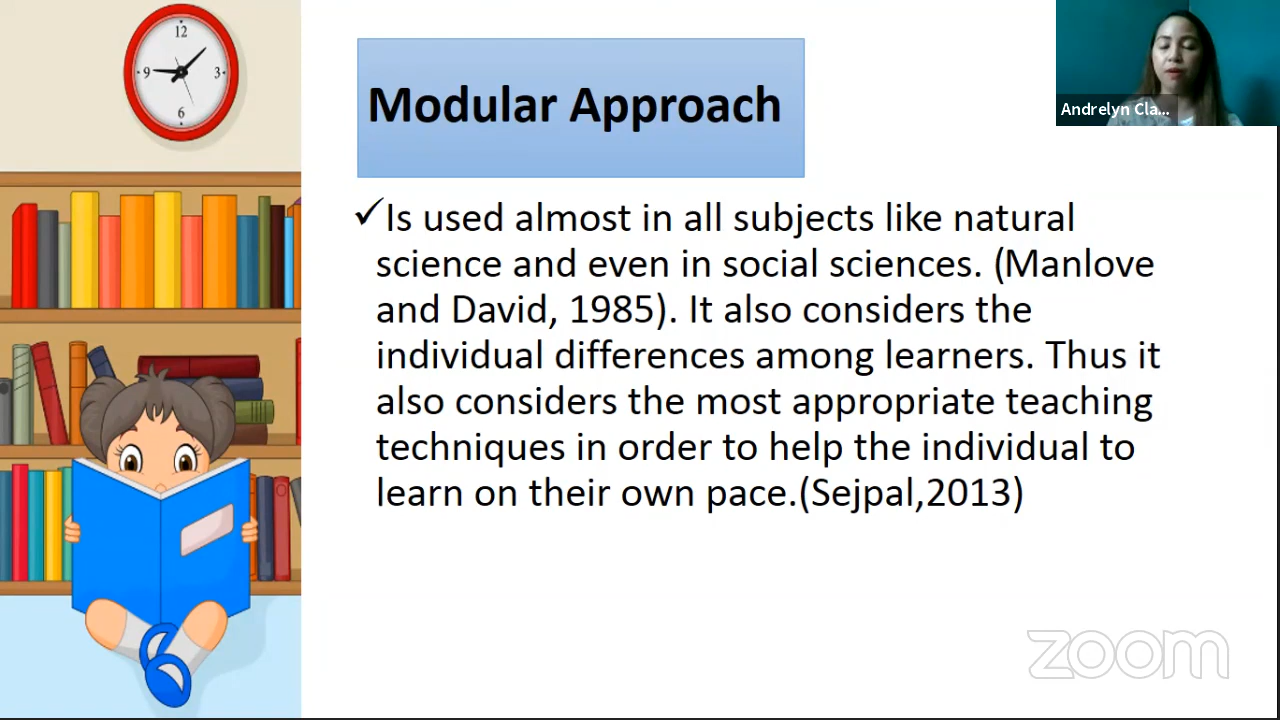 12
9
3
6
Modular Approach
Andrelyn Cla...
✓Is used almost in all subjects like natural
science and even in social sciences. (Manlove
and David, 1985). It also considers the
individual differences among learners. Thus it
also considers the most appropriate teaching
techniques in order to help the individual to
learn on their own pace.(Sejpal,2013)
zoom